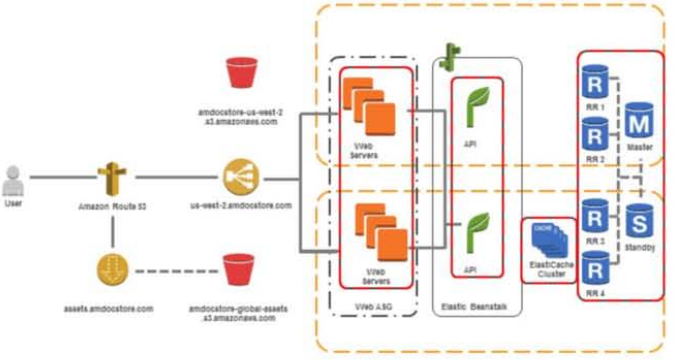 amdocstore-us-west-2
.s3.amazonaws.com
User
Amazon Route 53
us-west-2.amdocstore.com
assets.amdocstore.com
amdocstore-global-assets
.s3.amazonaws.com
Web
Servers
Web
Servers
Web ASG
API
API
Elastic Beanstalk
CACHE
ElastiCache
Cluster
R
RR 1
R
RR 2
R
RR 3
R
RR 4
M
Master
S
Standby